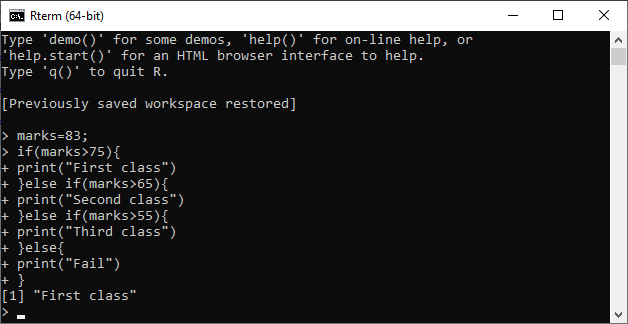 Rterm (64-bit)
Type 'demo()' for some demos, 'help()' for on-line help, or
'help.start()' for an HTML browser interface to help.
Type 'q()' to quit R.
[Previously saved workspace restored]
> marks=83;
> if(marks>75){
+ print("First class")
+ }else if(marks>65){
+ print("Second class")
+ }else if(marks>55){
+ print("Third class")
+ }else{
+ print("Fail")
+ }
[1] "First class"
>